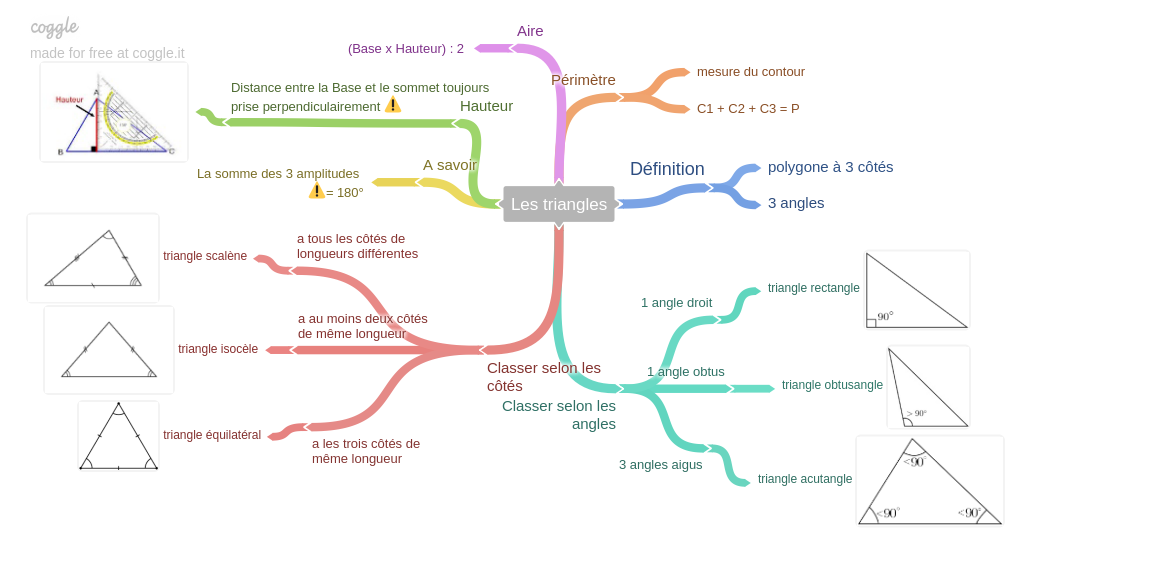 coggle
made for free at coggle.it
Les triangles
Aire
(Base x Hauteur) : 2
Périmètre
mesure du contour
C1 + C2 + C3 = P
Hauteur
Distance entre la Base et le sommet toujours
prise perpendiculairement ⚠
Hauteur
A
B
C
A savoir
La somme des 3 amplitudes
⚠ = 180°
Définition
polygone à 3 côtés
3 angles
Classer selon les
côtés
a tous les côtés de
longueurs différentes
triangle scalène
a au moins deux côtés
de même longueur
triangle isocèle
a les trois côtés de
même longueur
triangle équilatéral
Classer selon les
angles
1 angle droit
triangle rectangle
90°
1 angle obtus
triangle obtusangle
> 90°
3 angles aigus
triangle acutangle
<90°
<90°
<90°